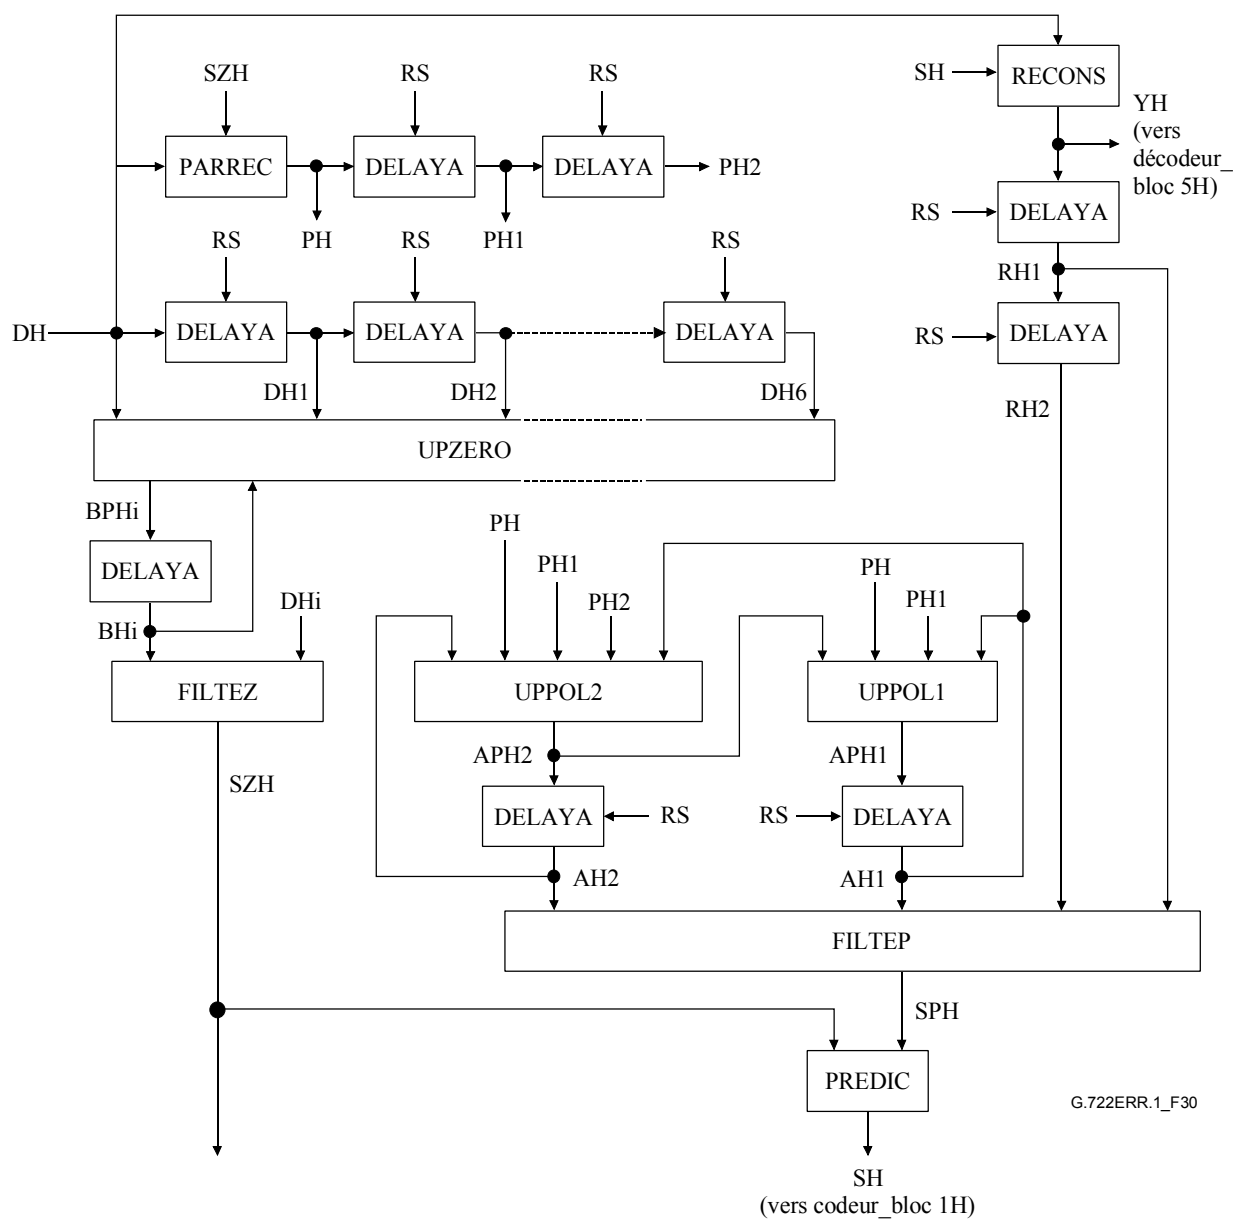 SZH
RS
RS
SH
RECONS
YH
(vers
décodeur_
bloc 5H)
PARREC
DELAYA
DELAYA
PH2
PH
PH1
RS
DELAYA
RS
RS
RS
RH1
DH
DELAYA
DELAYA
DELAYA
RS
DELAYA
DH1
DH2
DH6
RH2
UPZERO
BPHi
DELAYA
BHi
DHi
FILTEZ
PH
PH1
PH2
PH
PH1
UPPOL2
UPPOL1
APH2
APH1
SZH
DELAYA
RS
RS
DELAYA
AH2
AH1
FILTEP
SPH
PREDIC
G.722ERR.1_F30
SH
(vers codeur_bloc 1H)